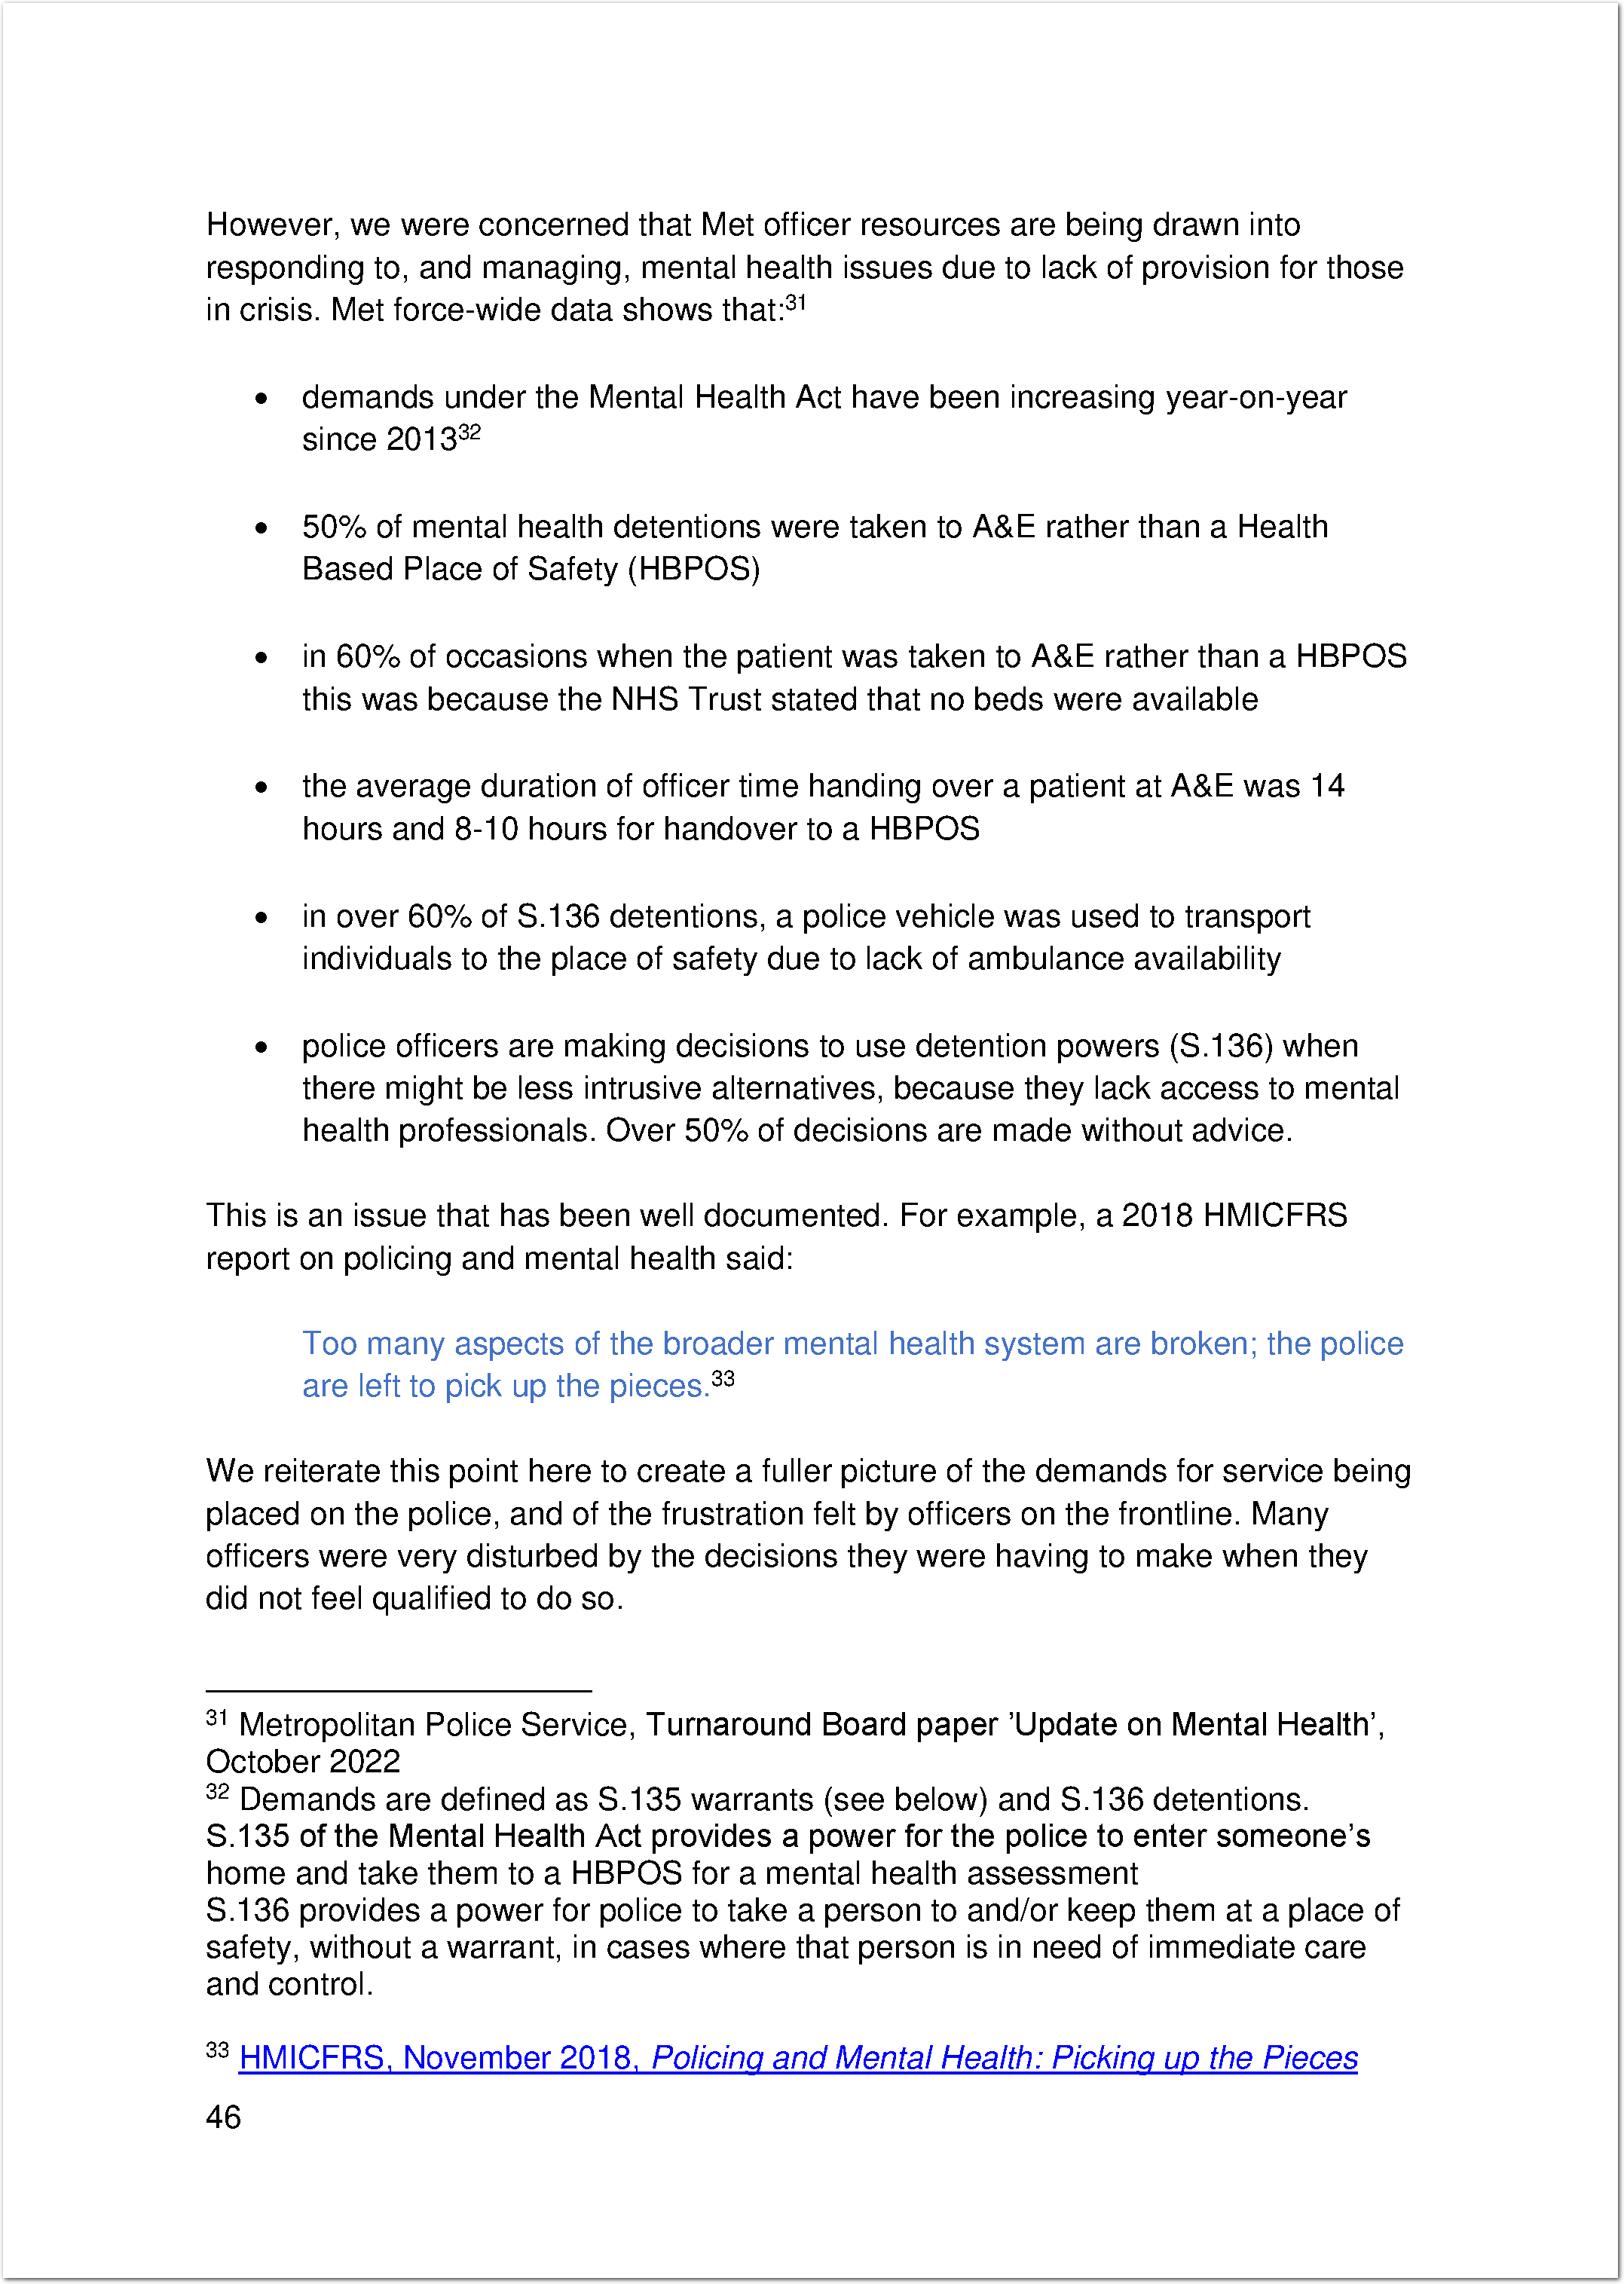 However, we were concerned that Met officer resources are being drawn into
responding to, and managing, mental health issues due to lack of provision for those
in crisis. Met force-wide data shows that:31
• demands under the Mental Health Act have been increasing year-on-year
since 201332
• 50% of mental health detentions were taken to A&E rather than a Health
Based Place of Safety (HBPOS)
• in 60% of occasions when the patient was taken to A&E rather than a HBPOS
this was because the NHS Trust stated that no beds were available
• the average duration of officer time handing over a patient at A&E was 14
hours and 8-10 hours for handover to a HBPOS
• in over 60% of S.136 detentions, a police vehicle was used to transport
individuals to the place of safety due to lack of ambulance availability
• police officers are making decisions to use detention powers (S.136) when
there might be less intrusive alternatives, because they lack access to mental
health professionals. Over 50% of decisions are made without advice.
This is an issue that has been well documented. For example, a 2018 HMICFRS
report on policing and mental health said:
Too many aspects of the broader mental health system are broken; the police
are left to pick up the pieces.33
We reiterate this point here to create a fuller picture of the demands for service being
placed on the police, and of the frustration felt by officers on the frontline. Many
officers were very disturbed by the decisions they were having to make when they
did not feel qualified to do so.
31 Metropolitan Police Service, Turnaround Board paper ’Update on Mental Health’,
October 2022
32 Demands are defined as S.135 warrants (see below) and S.136 detentions.
S.135 of the Mental Health Act provides a power for the police to enter someone’s
home and take them to a HBPOS for a mental health assessment
S.136 provides a power for police to take a person to and/or keep them at a place of
safety, without a warrant, in cases where that person is in need of immediate care
and control.
33 HMICFRS, November 2018, Policing and Mental Health: Picking up the Pieces
46